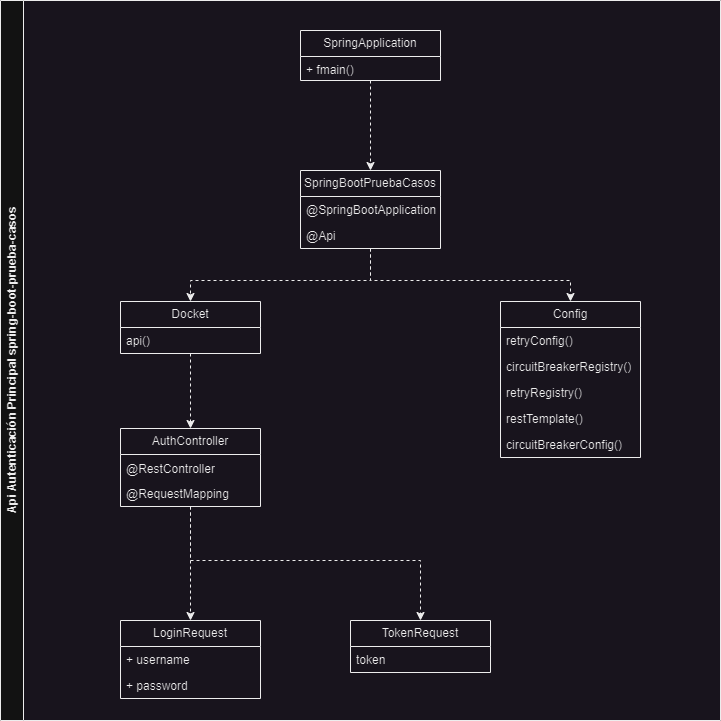 Api Autenticación Principal spring-boot-prueba-casos
SpringApplication
+ fmain()
SpringBootPruebaCasos
@SpringBootApplication
@Api
Docket
api()
Config
retryConfig()
circuitBreakerRegistry()
retryRegistry()
restTemplate()
circuitBreakerConfig()
AuthController
@RestController
@RequestMapping
LoginRequest
+ username
+ password
TokenRequest
token